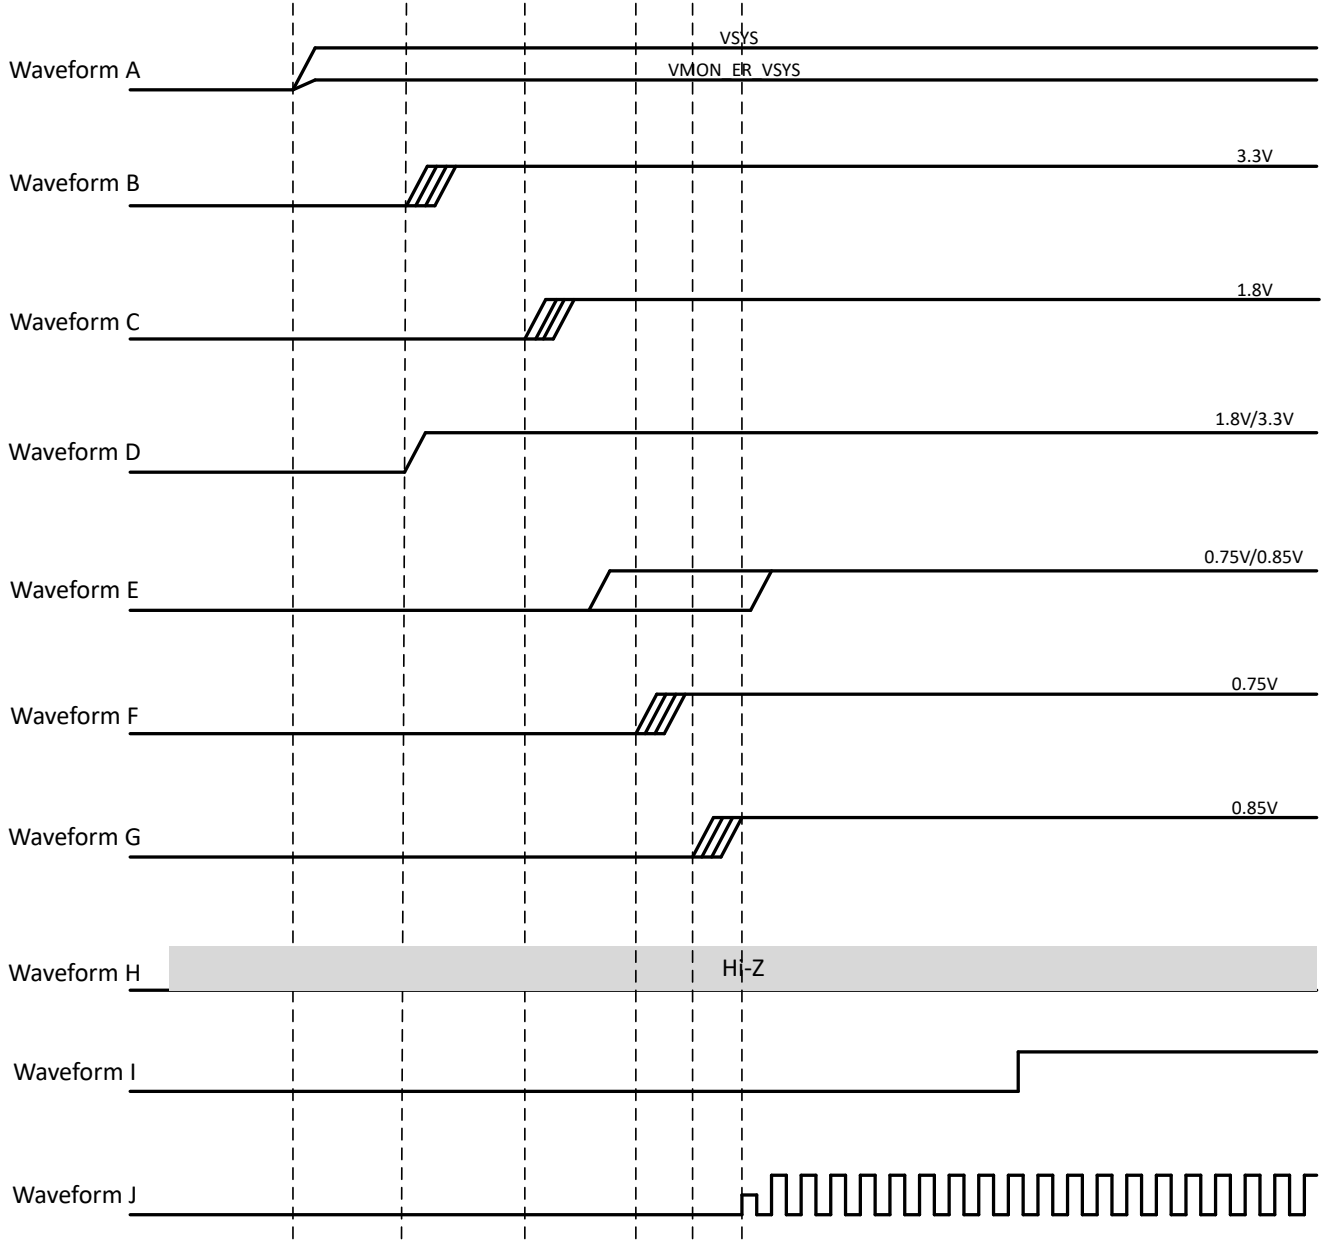 VSYS
Waveform A
VMON_ER_VSYS
3.3V
Waveform B
1.8V
Waveform C
1.8V/3.3V
Waveform D
0.75V/0.85V
Waveform E
0.75V
Waveform F
0.85V
Waveform G
Waveform H
Hi-Z
Waveform I
Waveform J